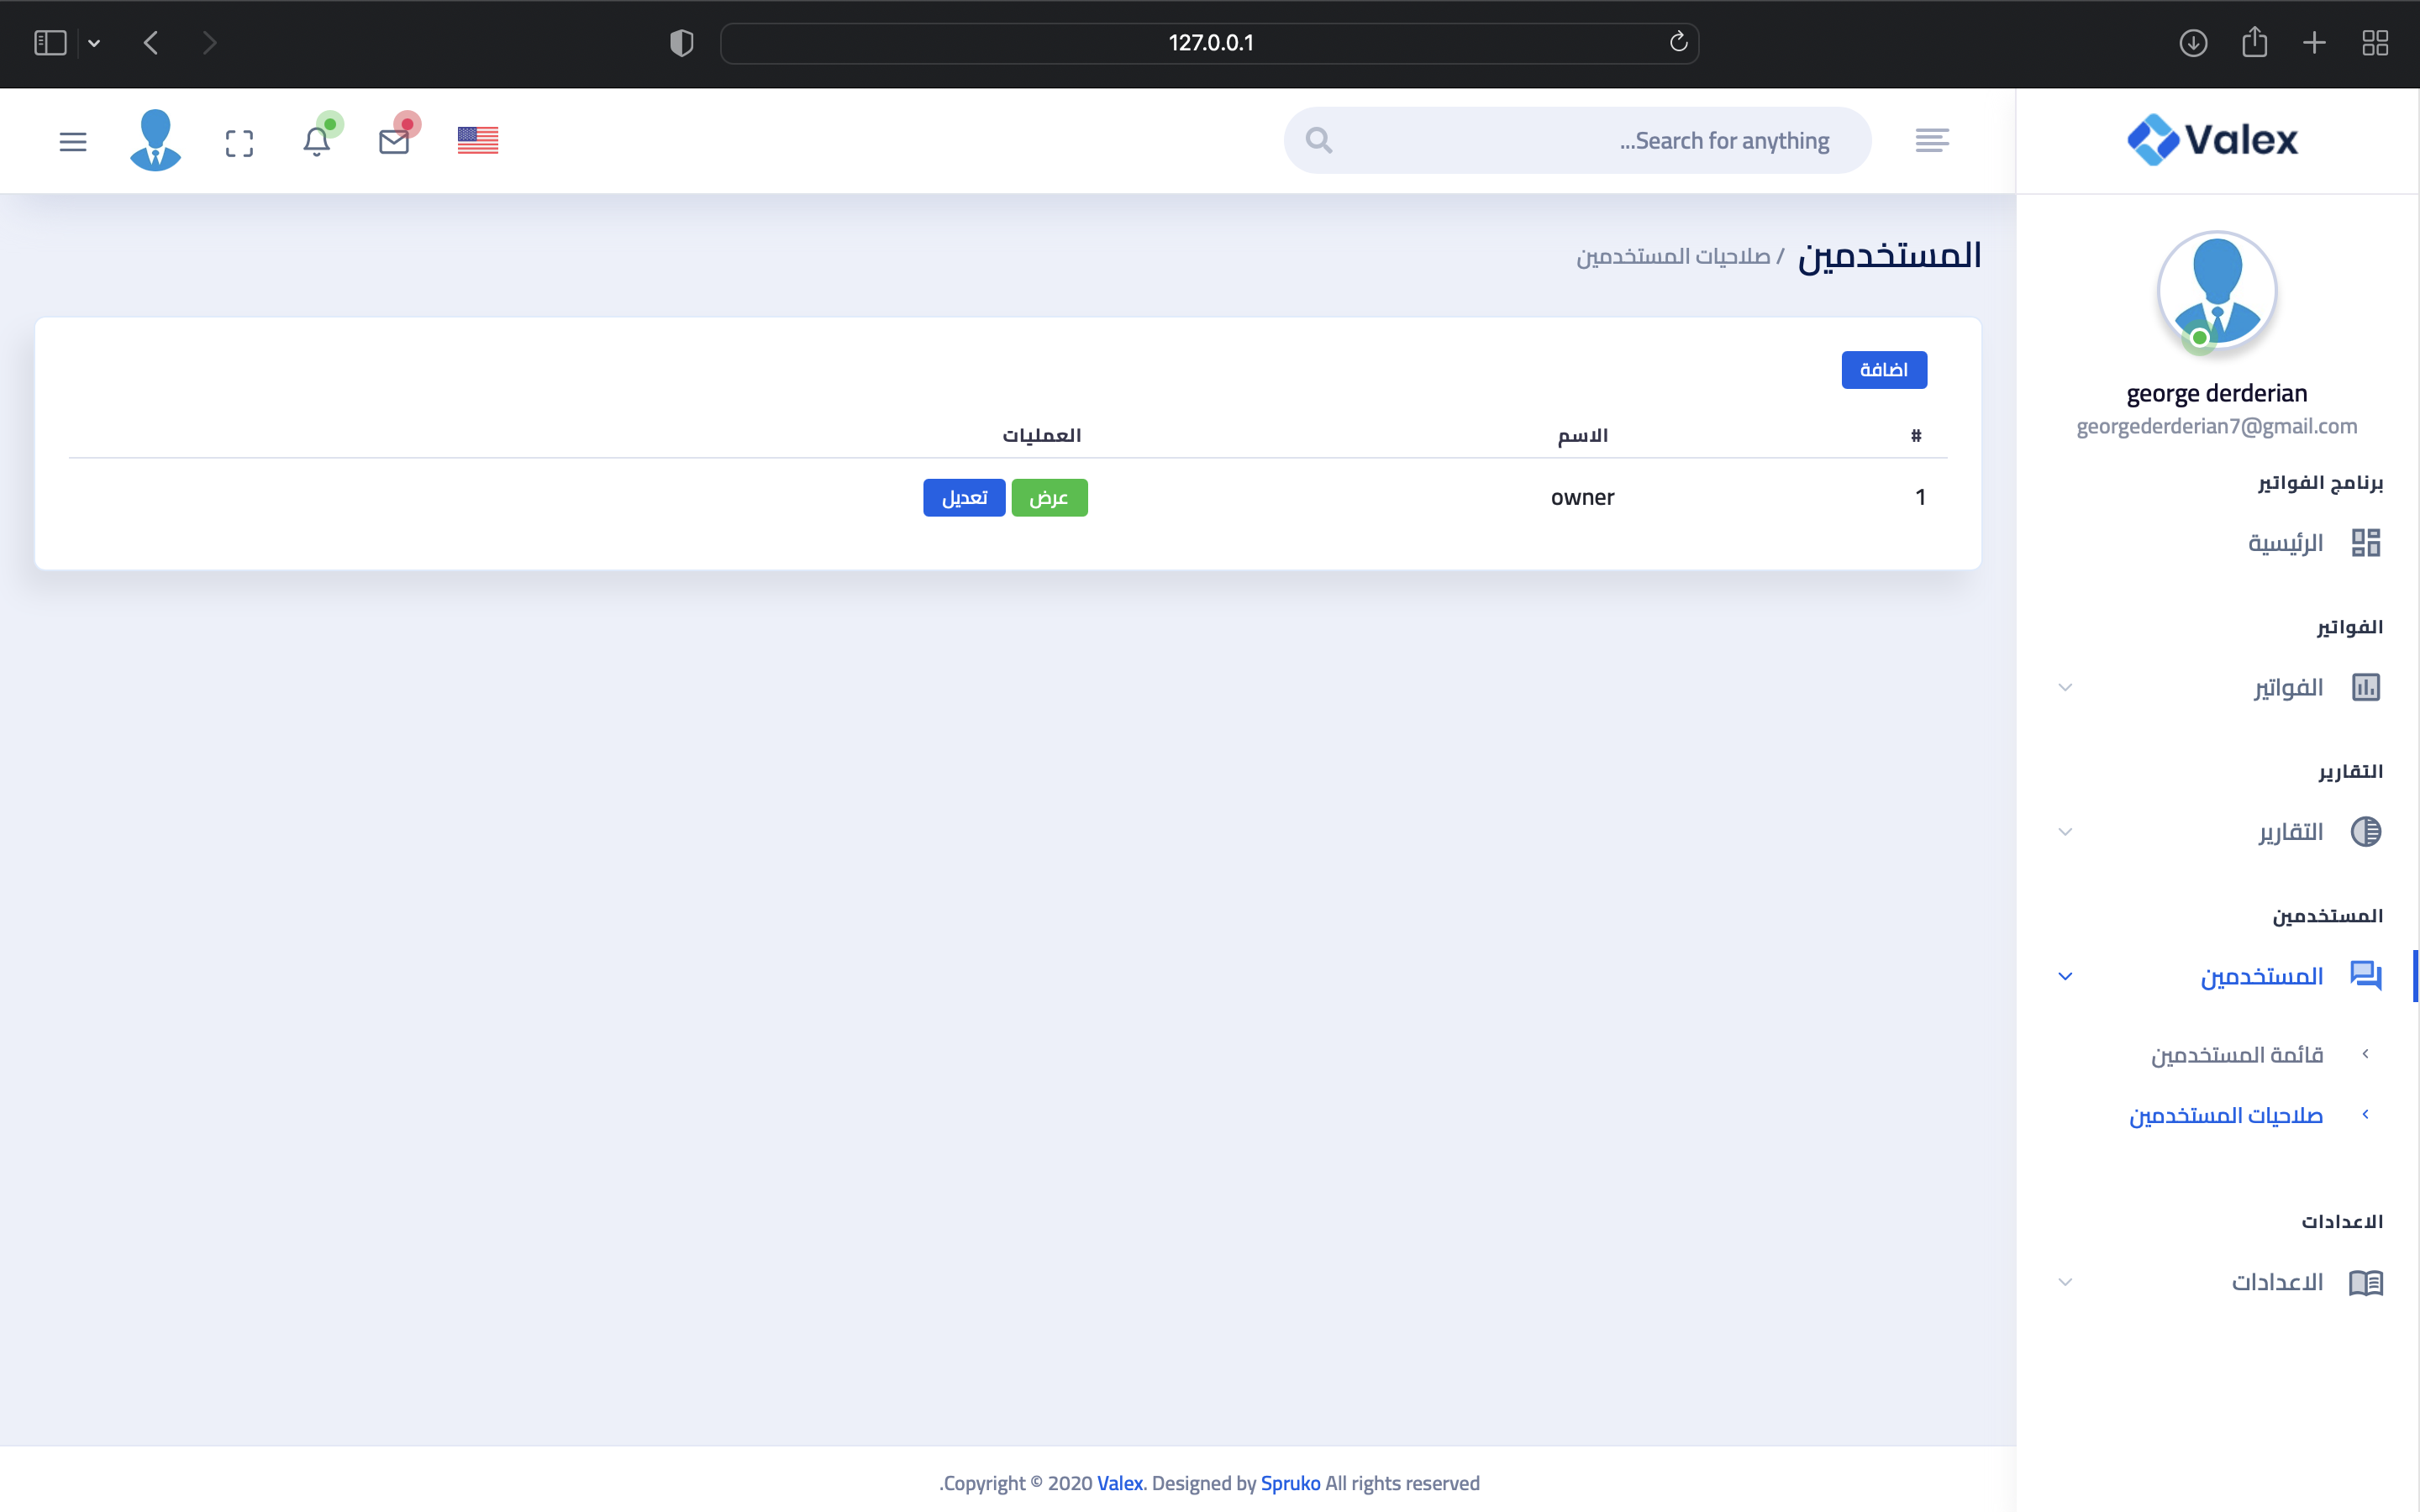 127.0.0.1
Valex
Search for anything...
george derderian
georgederderian7@gmail.com
برنامج الفواتير
الرئيسية
الفواتير
الفواتير
التقارير
التقارير
المستخدمين
المستخدمين
قائمة المستخدمين
صلاحيات المستخدمين
الاعدادات
الاعدادات
المستخدمين / صلاحيات المستخدمين
اضافة
# الاسم العمليات
1 owner عرض تعديل
.Copyright © 2020 Valex. Designed by Spruko All rights reserved